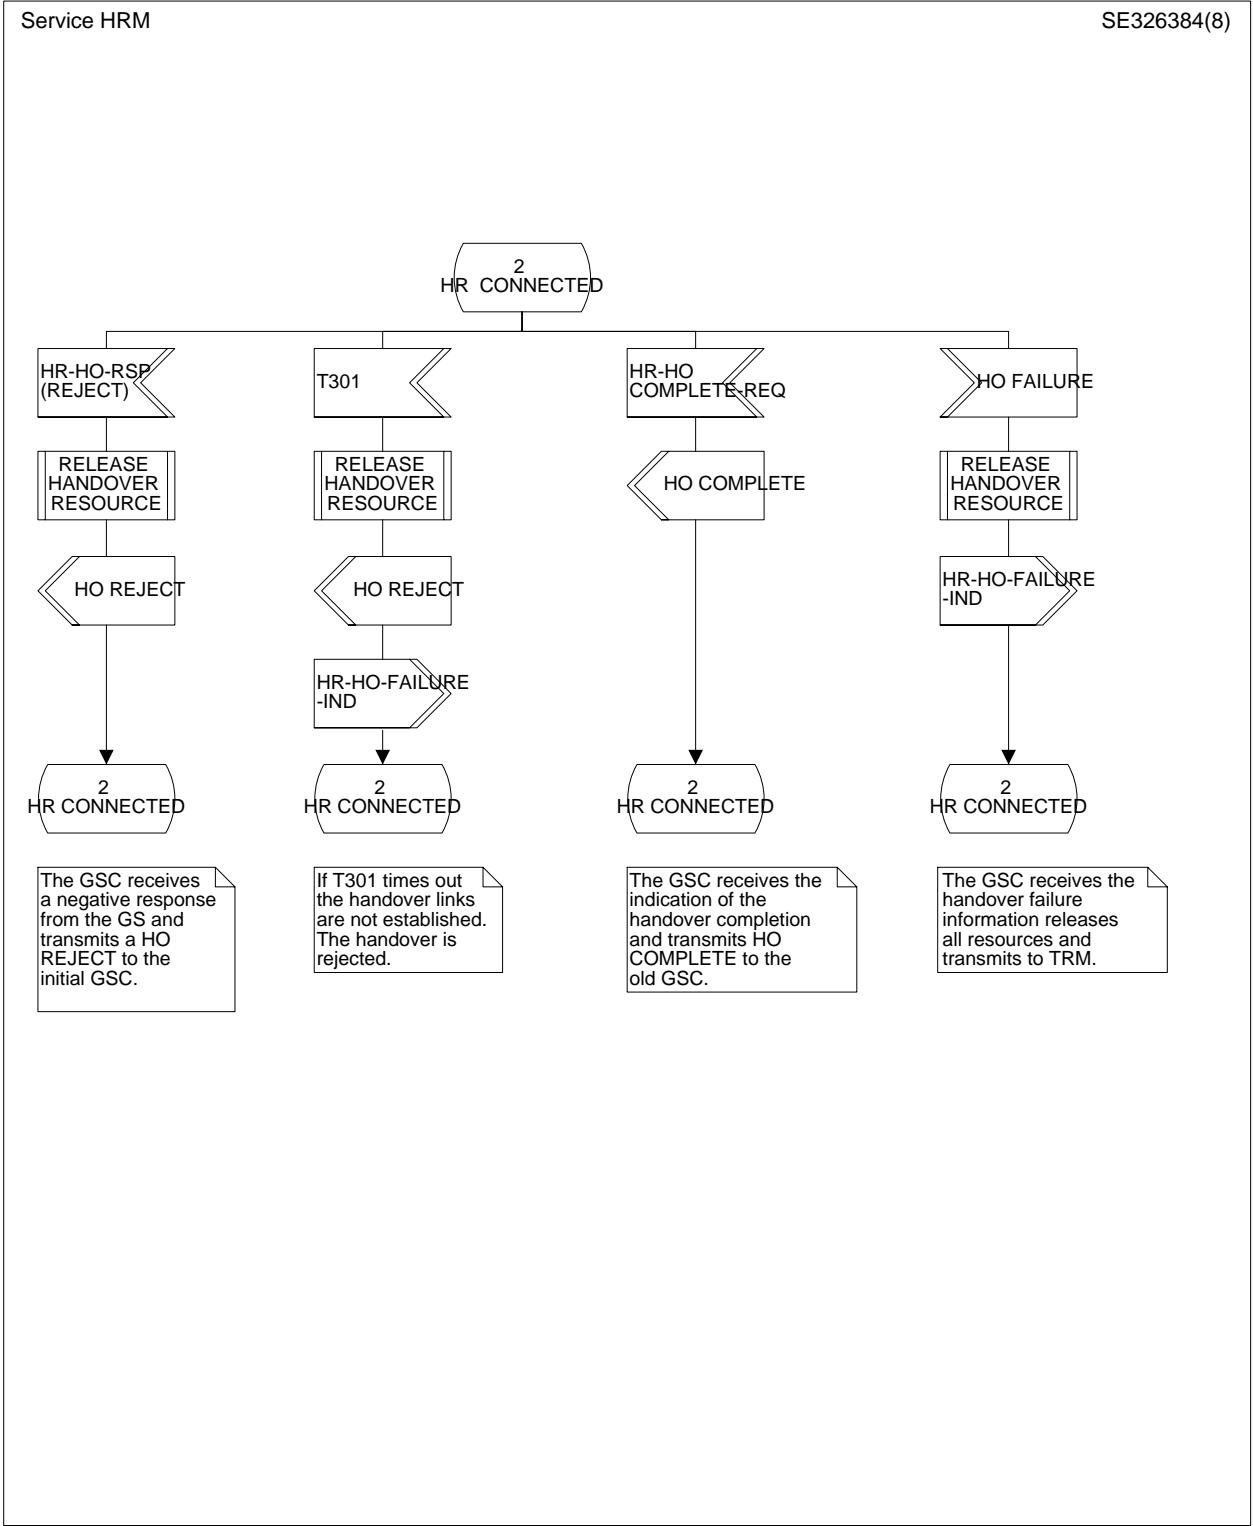 Service HRM
SE326384(8)
2
HR CONNECTED
HR-HO-RSP
(REJECT)
T301
HR-HO
COMPLETE-REQ
HO FAILURE
RELEASE
HANDOVER
RESOURCE
RELEASE
HANDOVER
RESOURCE
HO COMPLETE
RELEASE
HANDOVER
RESOURCE
HO REJECT
HO REJECT
HR-HO-FAILURE
-IND
HR-HO-FAILURE
-IND
2
HR CONNECTED
2
HR CONNECTED
2
HR CONNECTED
2
HR CONNECTED
The GSC receives
a negative response
from the GS and
transmits a HO
REJECT to the
initial GSC.
If T301 times out
the handover links
are not established.
The handover is
rejected.
The GSC receives the
indication of the
handover completion
and transmits HO
COMPLETE to the
old GSC.
The GSC receives the
handover failure
information releases
all resources and
transmits to TRM.